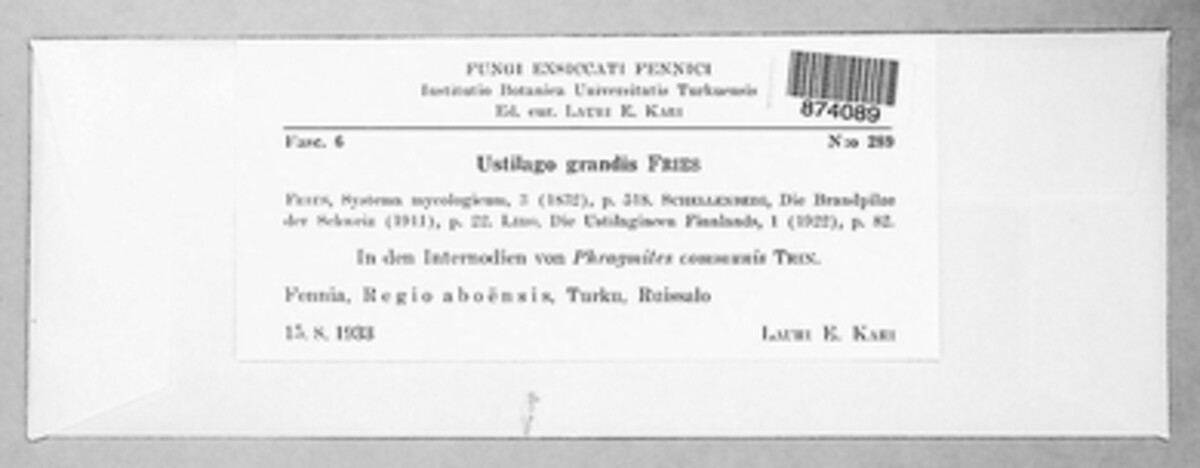 FUNGI EXSICCATI FENNICI
Instituto Botanica Universitatis Turkuensis
Ed. cur. LAURI E. KARI
874089
Fasc. 6
N:o 289
Ustilago grandis FRIES
FRIES, Systema mycologicum, 3 (1832), p. 518. SCHELLENBERG, Die Brandpilze
der Schweiz (1911), p. 22. LIRO, Die Ustilagineen Finnlands, 1 (1922), p. 82.
In den Internodien von Phragmites communis TRIN.
Fennia, Regio aboënsis, Turku, Ruissalo
15. 8. 1933
LAURI E. KARI